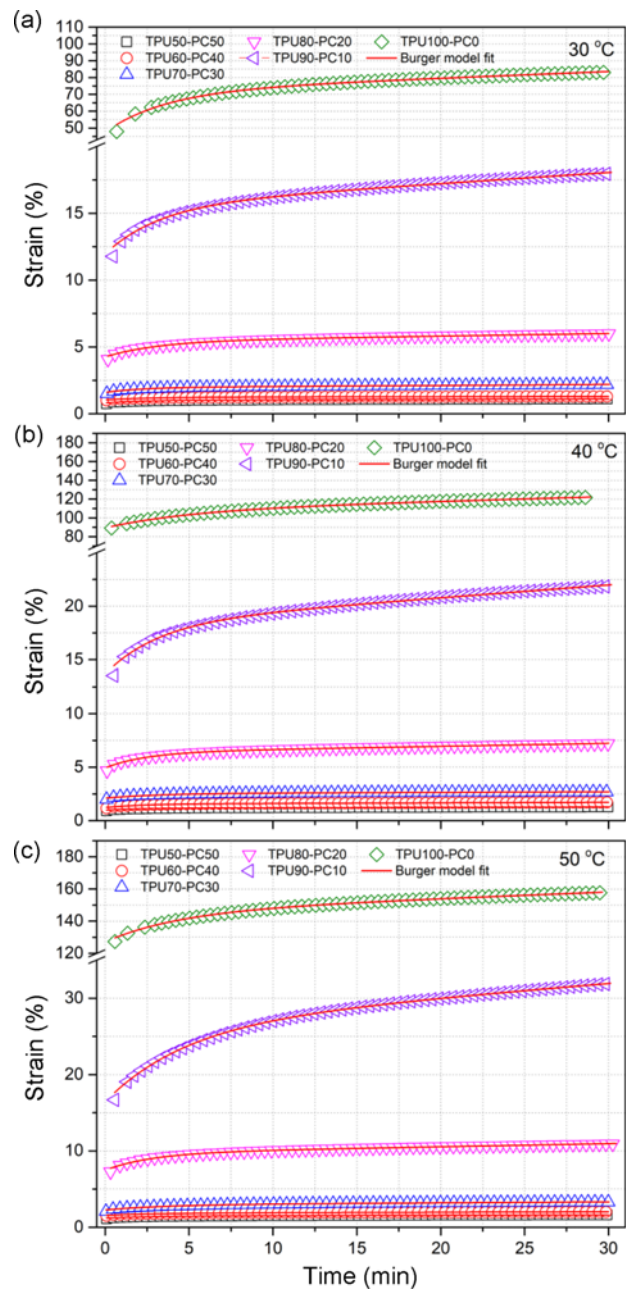 (a)
TPU50-PC50 TPU80-PC20 TPU100-PC0 30 °C
TPU60-PC40 TPU90-PC10 Burger model fit
TPU70-PC30
110
100
90
80
70
60
50
15
10
5
0
Strain (%)
(b)
TPU50-PC50 TPU80-PC20 TPU100-PC0 40 °C
TPU60-PC40 TPU90-PC10 Burger model fit
TPU70-PC30
180
160
140
120
100
80
20
15
10
5
0
Strain (%)
(c)
TPU50-PC50 TPU80-PC20 TPU100-PC0 50 °C
TPU60-PC40 TPU90-PC10 Burger model fit
TPU70-PC30
180
160
140
120
30
20
10
0
Strain (%)
0 5 10 15 20 25 30
Time (min)